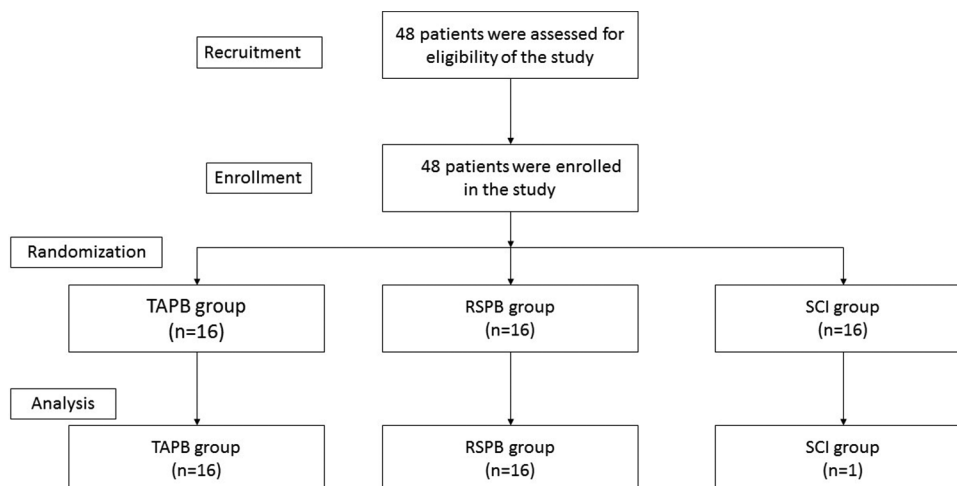 48 patients were assessed for
eligibility of the study
Recruitment
48 patients were enrolled
in the study
Enrollment
Randomization
TAPB group
(n=16)
RSPB group
(n=16)
SCI group
(n=16)
Analysis
TAPB group
(n=16)
RSPB group
(n=16)
SCI group
(n=1)